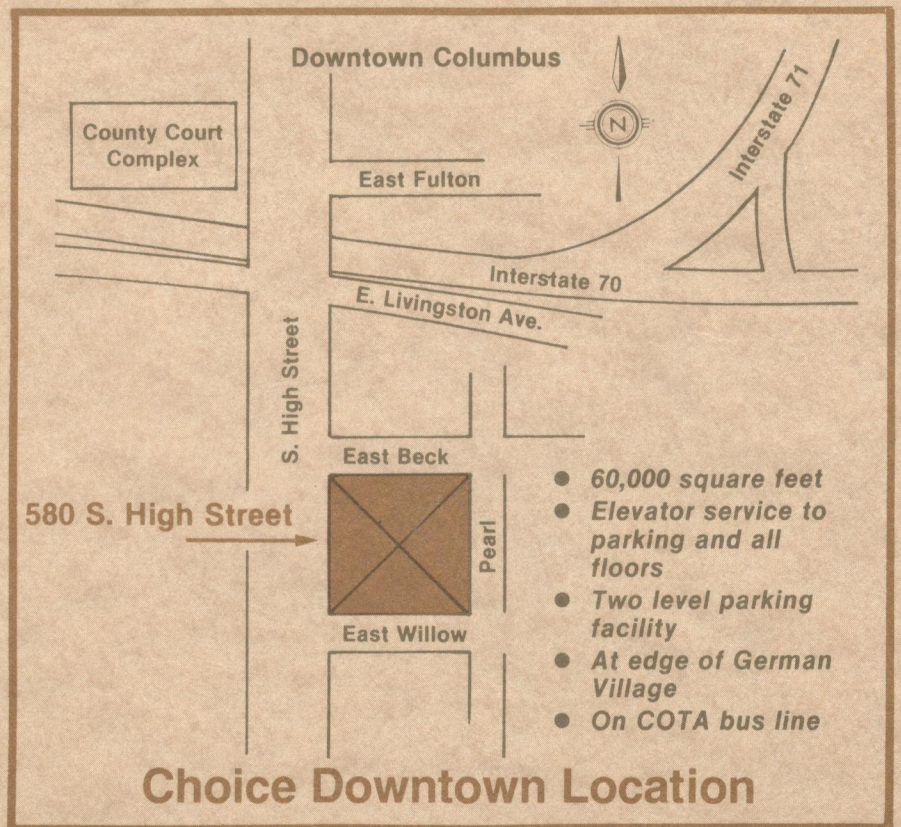 Downtown Columbus
County Court
Complex
N
Interstate 71
East Fulton
Interstate 70
E. Livingston Ave.
S. High Street
East Beck
580 S. High Street
Pearl
East Willow
● 60,000 square feet
● Elevator service to
parking and all
floors
● Two level parking
facility
● At edge of German
Village
● On COTA bus line
Choice Downtown Location